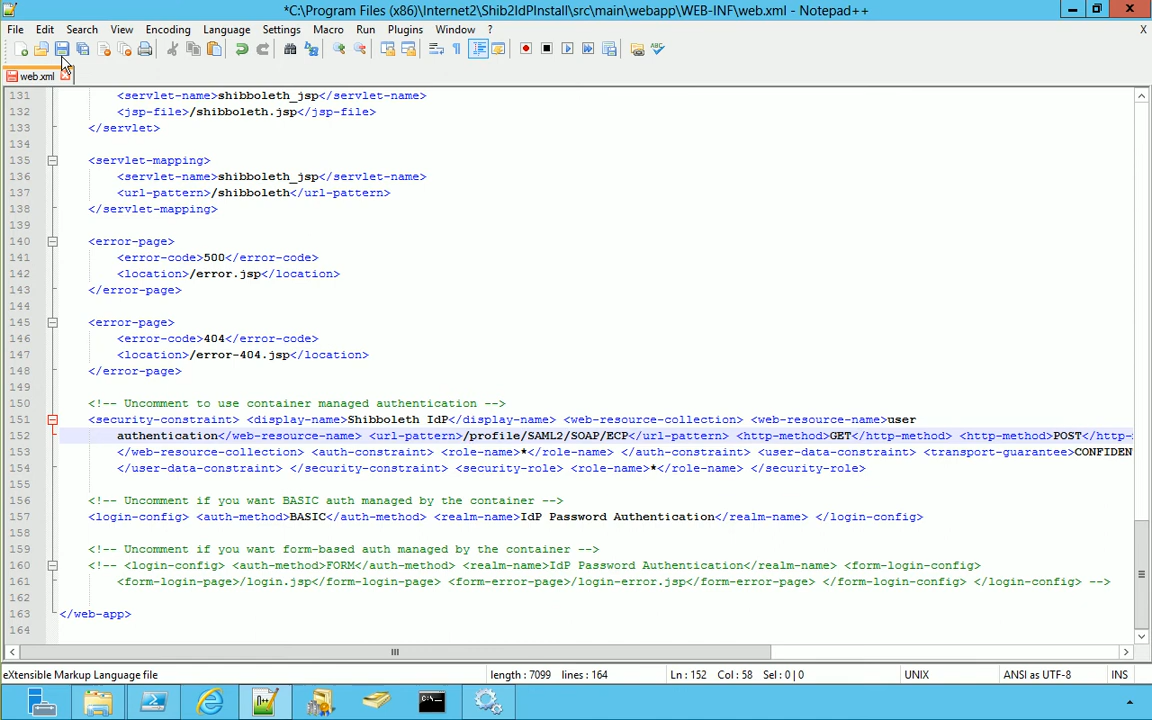 *C:\Program Files (x86)\Internet2\Shib2IdPInstall\src\main\webapp\WEB-INF\web.xml - Notepad++
File Edit Search View Encoding Language Settings Macro Run Plugins Window ? X
web.xml
131 <servlet-name>shibboleth_jsp</servlet-name>
132 <jsp-file>/shibboleth.jsp</jsp-file>
133 </servlet>
134
135 <servlet-mapping>
136 <servlet-name>shibboleth_jsp</servlet-name>
137 <url-pattern>/shibboleth</url-pattern>
138 </servlet-mapping>
139
140 <error-page>
141 <error-code>500</error-code>
142 <location>/error.jsp</location>
143 </error-page>
144
145 <error-page>
146 <error-code>404</error-code>
147 <location>/error-404.jsp</location>
148 </error-page>
149
150 <!-- Uncomment to use container managed authentication -->
151 <security-constraint> <display-name>Shibboleth IdP</display-name> <web-resource-collection> <web-resource-name>user
152 authentication</web-resource-name> <url-pattern>/profile/SAML2/SOAP/ECP</url-pattern> <http-method>GET</http-method> <http-method>POST</http-
153 </web-resource-collection> <auth-constraint> <role-name>*</role-name> </auth-constraint> <user-data-constraint> <transport-guarantee>CONFIDEN
154 </user-data-constraint> </security-constraint> <security-role> <role-name>*</role-name> </security-role>
155
156 <!-- Uncomment if you want BASIC auth managed by the container -->
157 <login-config> <auth-method>BASIC</auth-method> <realm-name>IdP Password Authentication</realm-name> </login-config>
158
159 <!-- Uncomment if you want form-based auth managed by the container -->
160 <!-- <login-config> <auth-method>FORM</auth-method> <realm-name>IdP Password Authentication</realm-name> <form-login-config>
161 <form-login-page>/login.jsp</form-login-page> <form-error-page>/login-error.jsp</form-error-page> </form-login-config> </login-config> -->
162
163 </web-app>
164
eXtensible Markup Language file length : 7099 lines : 164 Ln : 152 Col : 58 Sel : 0 | 0 UNIX ANSI as UTF-8 INS